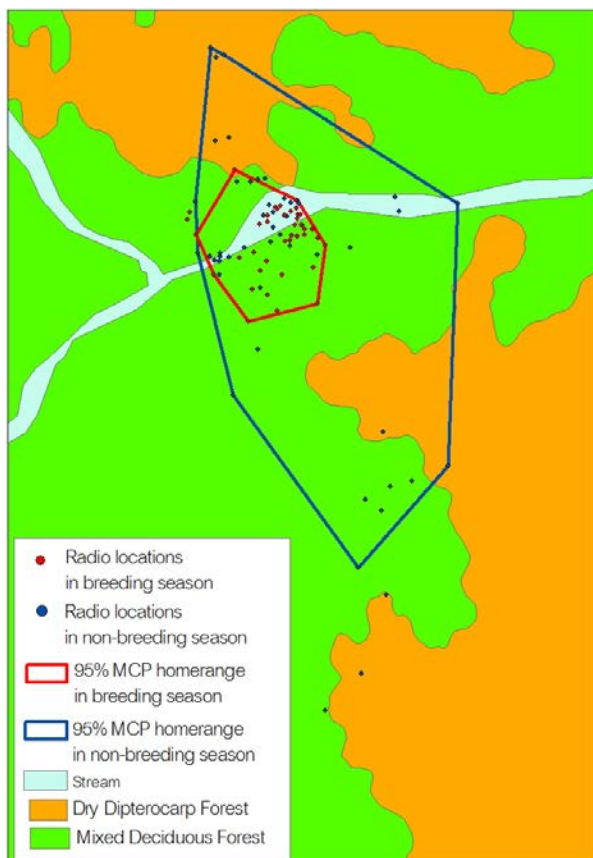 Radio locations
in breeding season
Radio locations
in non-breeding season
95% MCP homerange
in breeding season
95% MCP homerange
in non-breeding season
Stream
Dry Dipterocarp Forest
Mixed Deciduous Forest